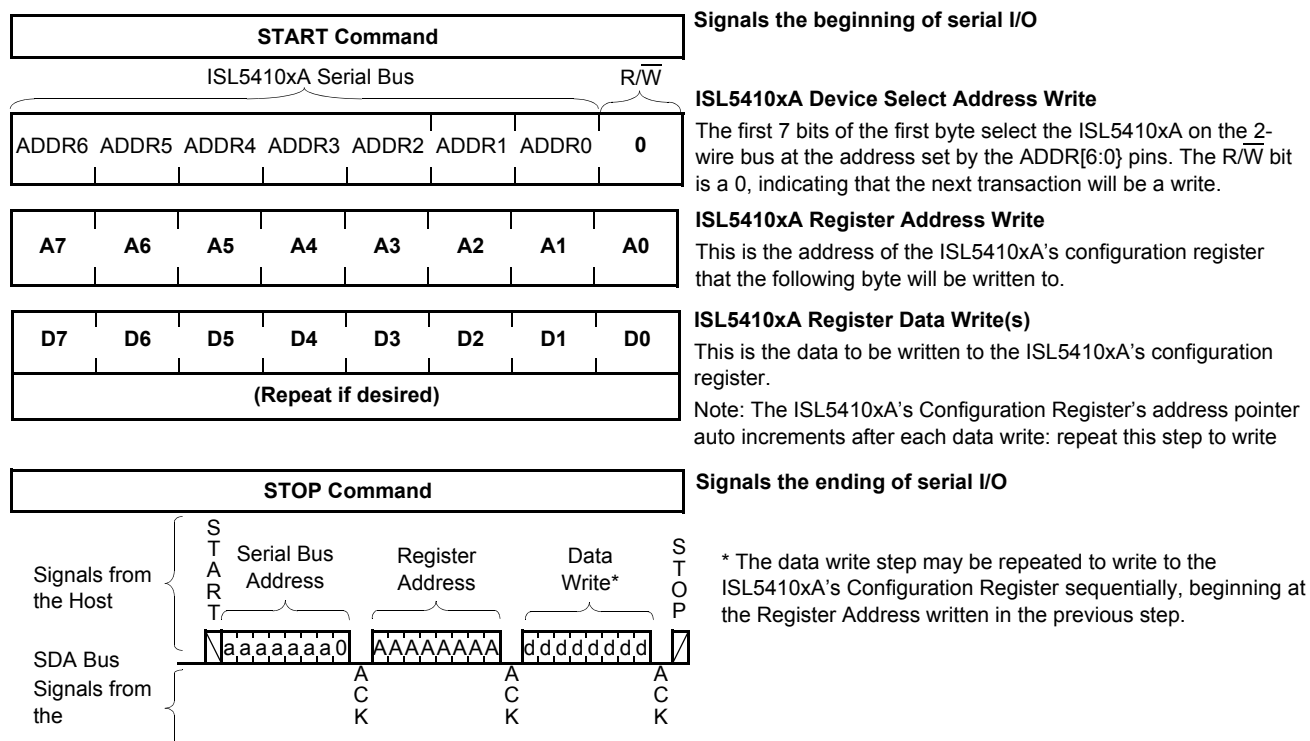 START Command
Signals the beginning of serial I/O
ISL5410xA Serial Bus
R/W
ADDR6 ADDR5 ADDR4 ADDR3 ADDR2 ADDR1 ADDR0 0
ISL5410xA Device Select Address Write
The first 7 bits of the first byte select the ISL5410xA on the 2-
wire bus at the address set by the ADDR[6:0} pins. The R/W bit
is a 0, indicating that the next transaction will be a write.
A7 A6 A5 A4 A3 A2 A1 A0
ISL5410xA Register Address Write
This is the address of the ISL5410xA's configuration register
that the following byte will be written to.
D7 D6 D5 D4 D3 D2 D1 D0
(Repeat if desired)
ISL5410xA Register Data Write(s)
This is the data to be written to the ISL5410xA's configuration
register.
Note: The ISL5410xA's Configuration Register's address pointer
auto increments after each data write: repeat this step to write
STOP Command
Signals the ending of serial I/O
Signals from
the Host
START
Serial Bus
Address
Register
Address
Data
Write*
STOP
* The data write step may be repeated to write to the
ISL5410xA's Configuration Register sequentially, beginning at
the Register Address written in the previous step.
SDA Bus
a a a a a a a 0
AAAAAAAA
d d d d d d d d
Signals from
the
ACK
ACK
ACK